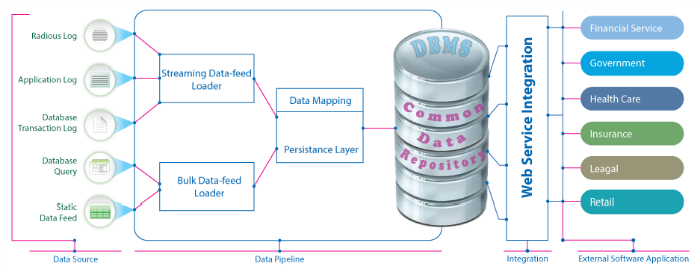 Radious Log
Application Log
Database
Transaction Log
Database
Query
Static
Data Feed
Streaming Data-feed
Loader
Bulk Data-feed
Loader
Data Mapping
Persistance Layer
DBMS
Common
Data
Repository
Web Service Integration
Financial Service
Government
Health Care
Insurance
Leagal
Retail
Data Source
Data Pipeline
Integration
External Software Application